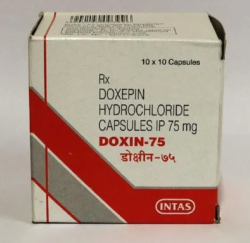 10 x 10 Capsules
Rx
DOXEPIN
HYDROCHLORIDE
CAPSULES IP 75 mg
DOXIN-75
डोक्षीन-७५
INTAS